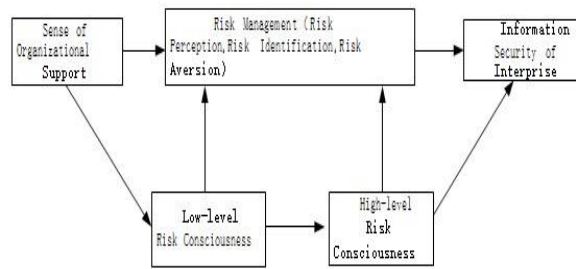 Sense of
Organizational
Support
Risk Management (Risk
Perception,Risk Identification,Risk
Aversion)
Information
Security of
Interprise
Low-level
Risk Consciousness
High-level
Risk
Consciousness